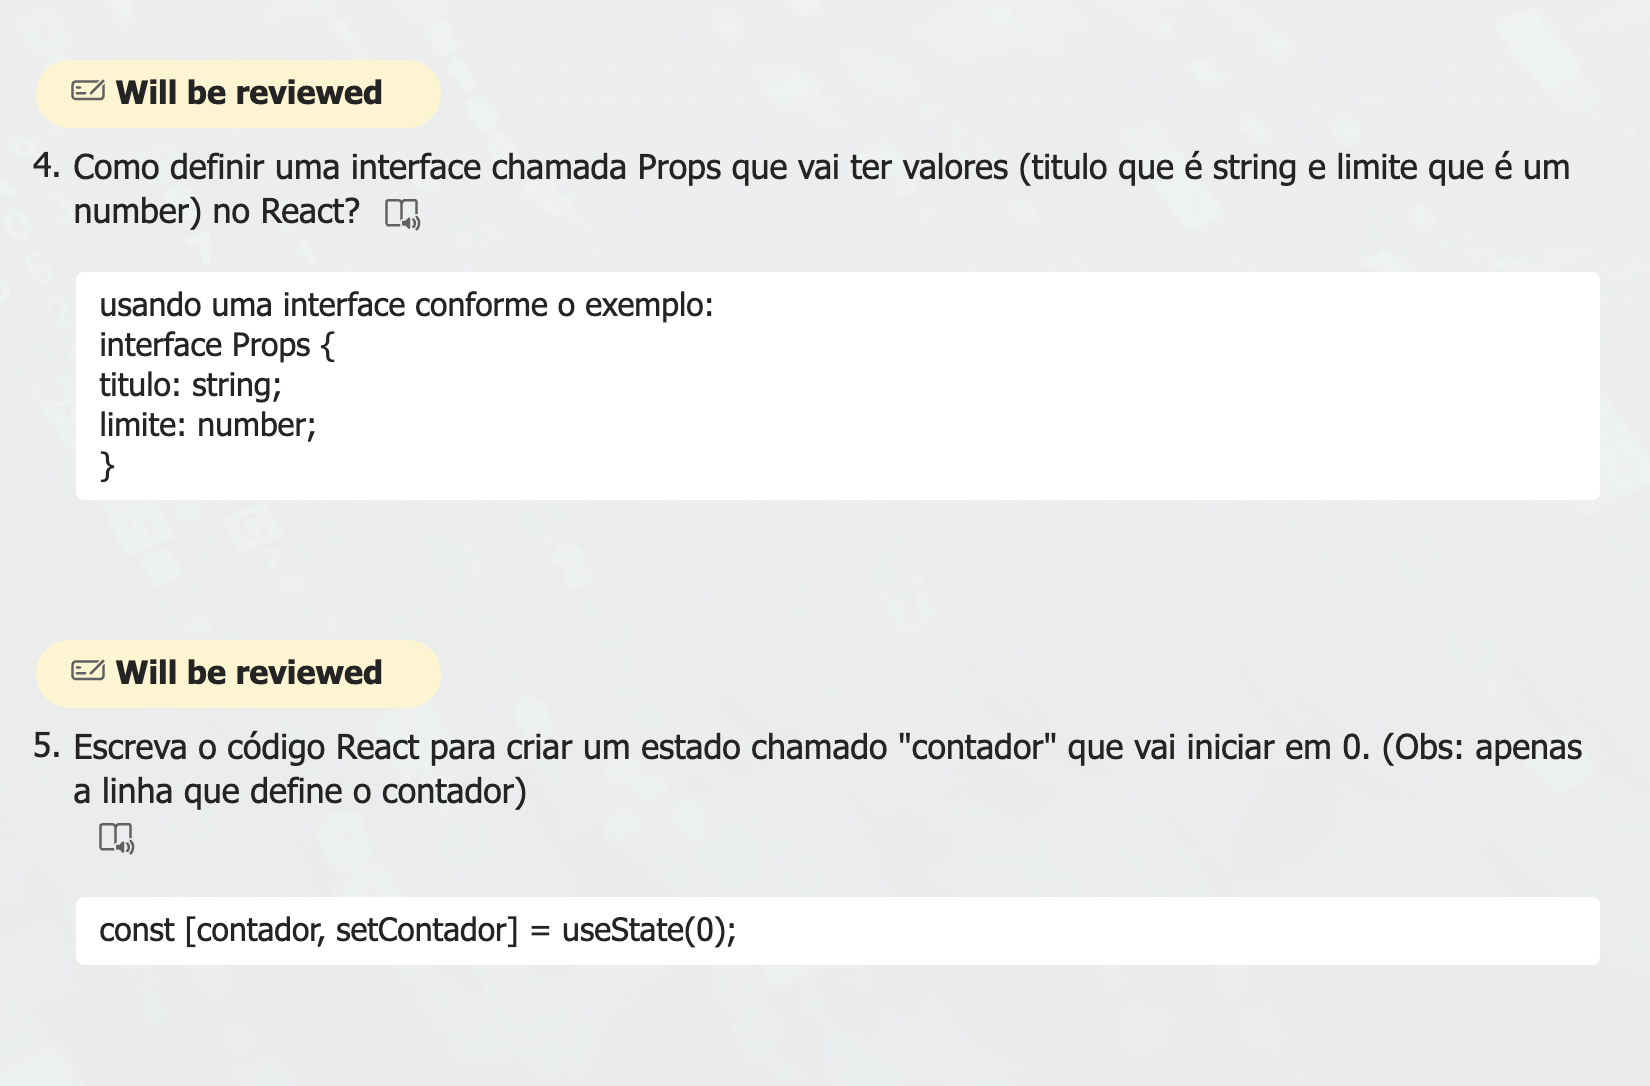 Will be reviewed
4. Como definir uma interface chamada Props que vai ter valores (titulo que é string e limite que é um
number) no React?
usando uma interface conforme o exemplo:
interface Props {
titulo: string;
limite: number;
}
Will be reviewed
5. Escreva o código React para criar um estado chamado "contador" que vai iniciar em 0. (Obs: apenas
a linha que define o contador)
const [contador, setContador] = useState(0);